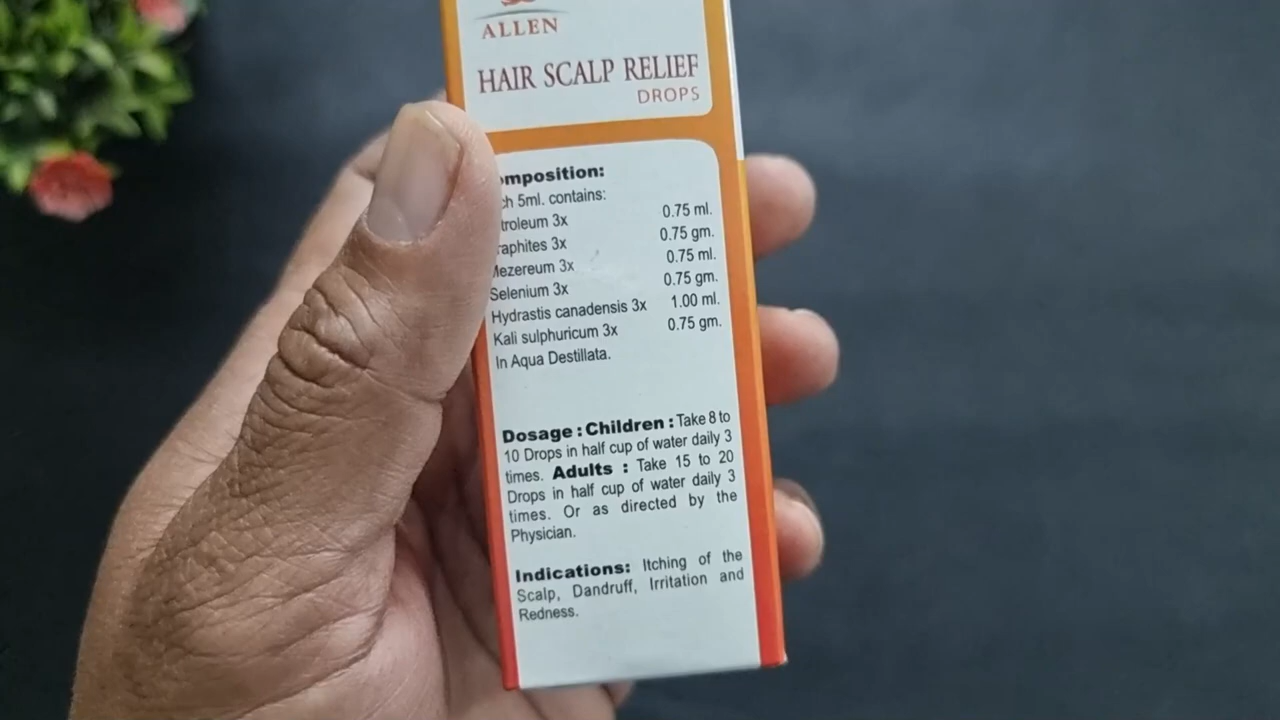 ALLEN
HAIR SCALP RELIEF
DROPS
omposition:
ch 5ml. contains:
troleum 3x 0.75 ml.
raphites 3x 0.75 gm.
Mezereum 3x 0.75 ml.
Selenium 3x 0.75 gm.
Hydrastis canadensis 3x 1.00 ml.
Kali sulphuricum 3x 0.75 gm.
In Aqua Destillata.
Dosage : Children : Take 8 to
10 Drops in half cup of water daily 3
times. Adults : Take 15 to 20
Drops in half cup of water daily 3
times. Or as directed by the
Physician.
Indications: Itching of the
Scalp, Dandruff, Irritation and
Redness.